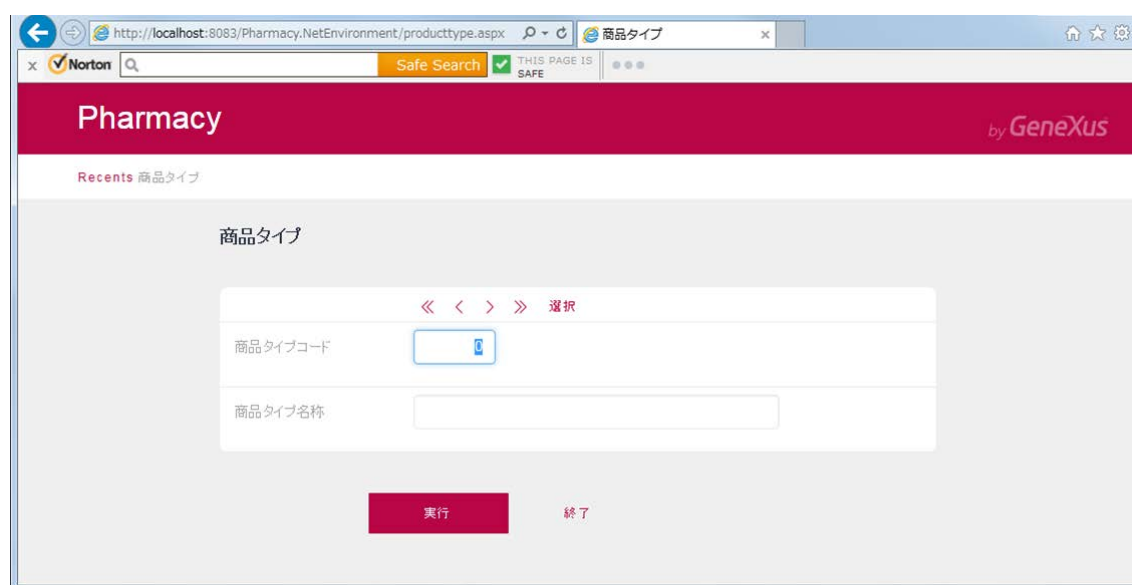 http://localhost:8083/Pharmacy.NetEnvironment/producttype.aspx 商品タイプ
Norton Safe Search THIS PAGE IS SAFE
Pharmacy by GeneXus
Recents 商品タイプ
商品タイプ
選択
商品タイプコード 0
商品タイプ名称
実行 終了